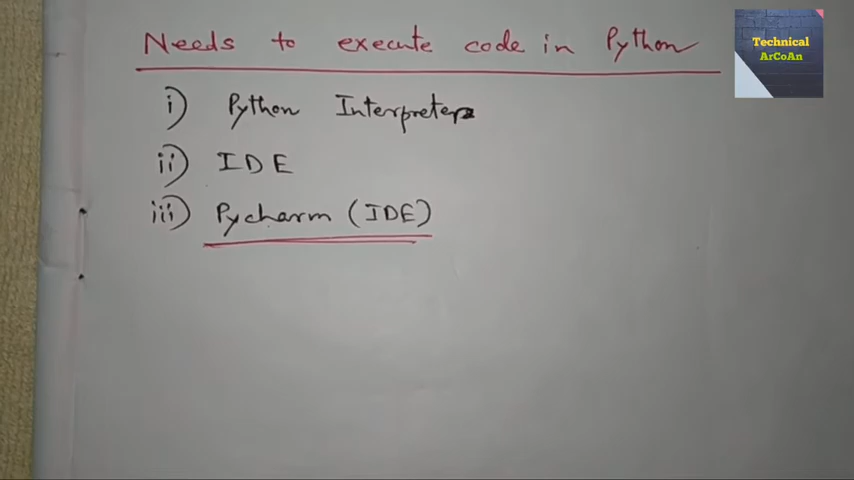 Needs to execute code in Python
Technical
ArCoAn
i) Python Interpreter
ii) IDE
iii) Pycharm (IDE)